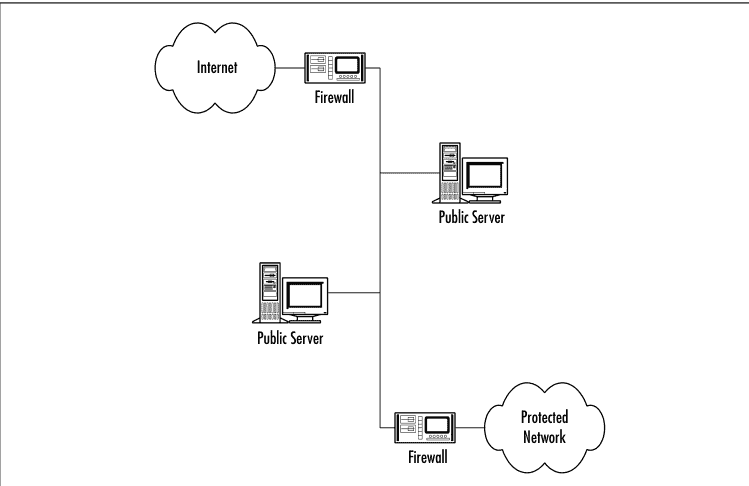 Internet
Firewall
Public Server
Public Server
Protected
Network
Firewall